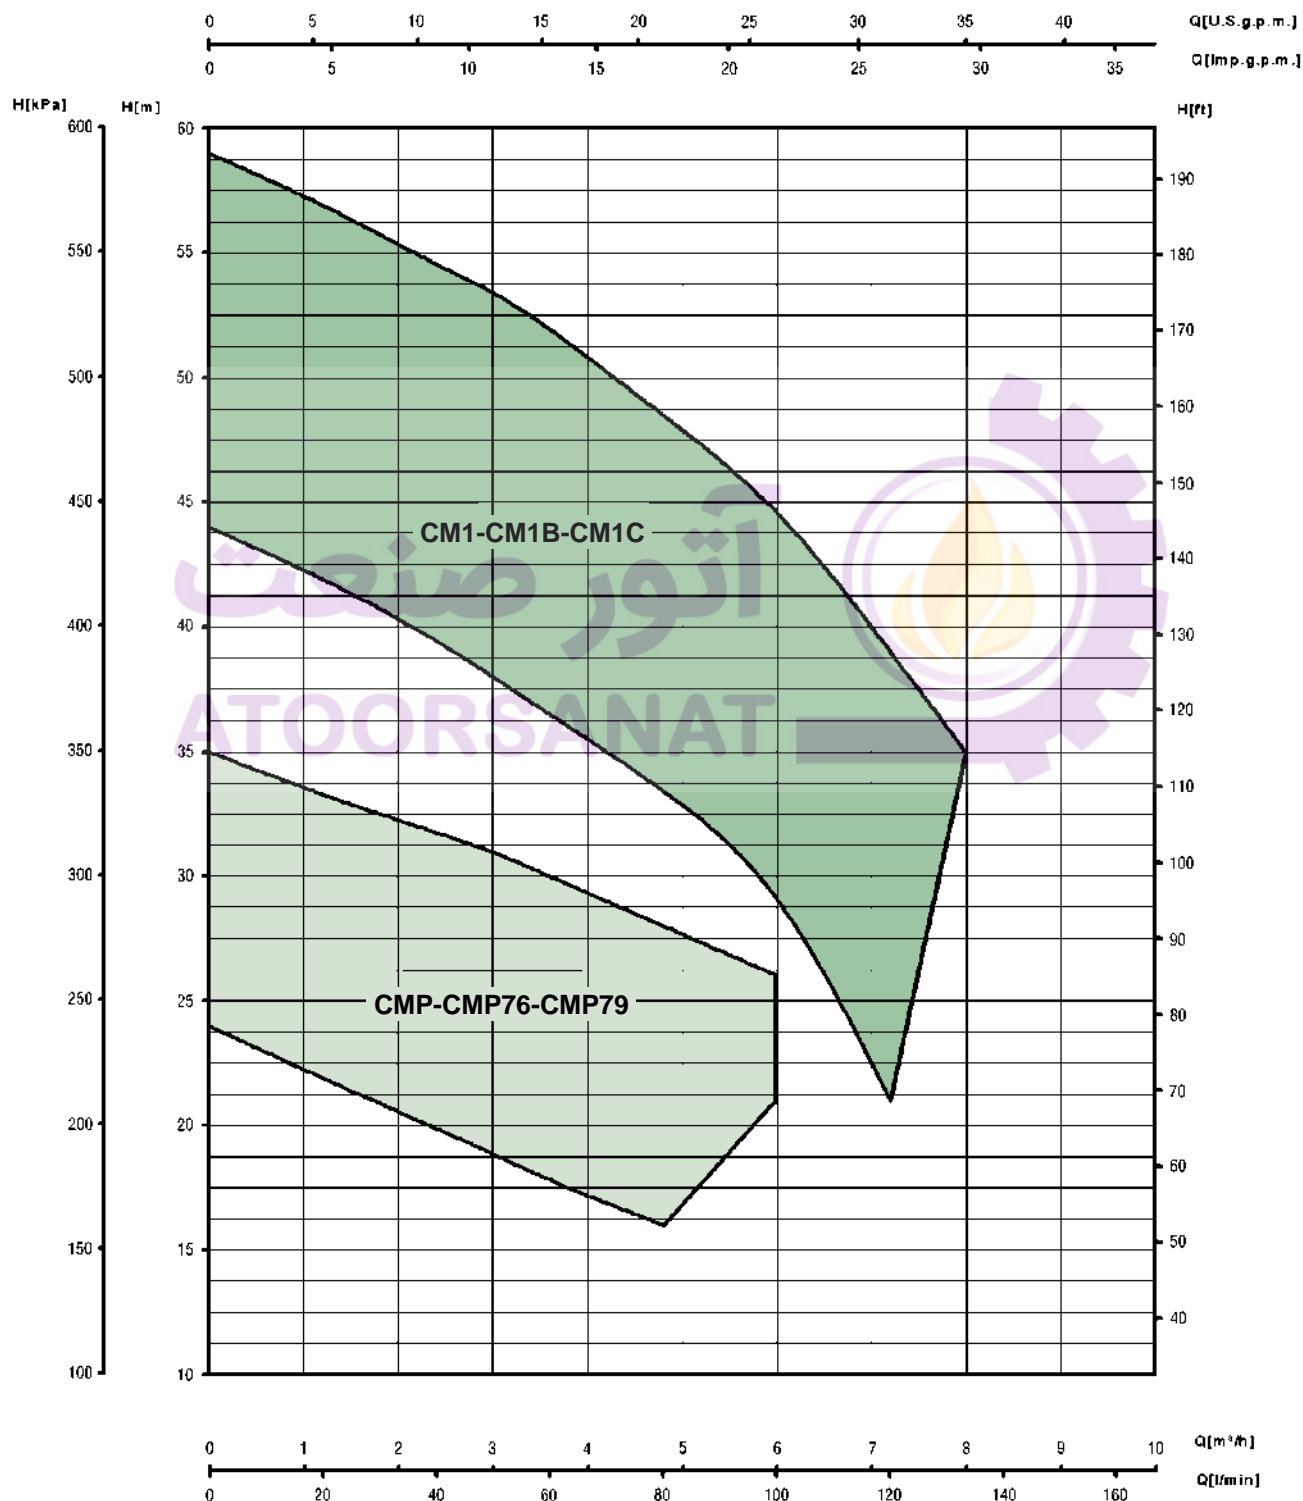 0 5 10 15 20 25 30 35 40 Q[U.S.g.p.m.]
0 5 10 15 20 25 30 35 Q[Imp.g.p.m.]
H[kPa] H[m] H[ft]
600 60
190
550 55 180
170
500 50
160
150
450 45
CM1-CM1B-CM1C
آتور صنعت
140
400 40 130
120
ATOORSANAT
350 35
110
100
300 30
90
250 25
CMP-CMP76-CMP79
80
70
200 20
60
150 15 50
40
100 10
0 1 2 3 4 5 6 7 8 9 10 Q[m³/h]
0 20 40 60 80 100 120 140 160 Q[l/min]